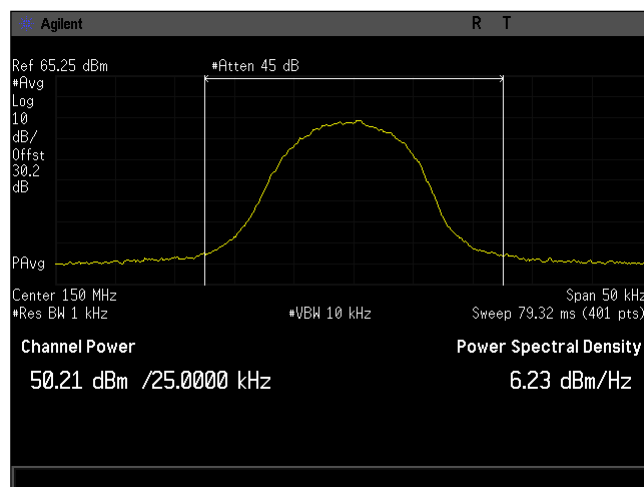 Agilent R T
Ref 65.25 dBm #Atten 45 dB
#Avg
Log
10
dB/
Offst
30.2
dB
PAvg
Center 150 MHz Span 50 kHz
#Res BW 1 kHz #VBW 10 kHz Sweep 79.32 ms (401 pts)
Channel Power Power Spectral Density
50.21 dBm /25.0000 kHz 6.23 dBm/Hz